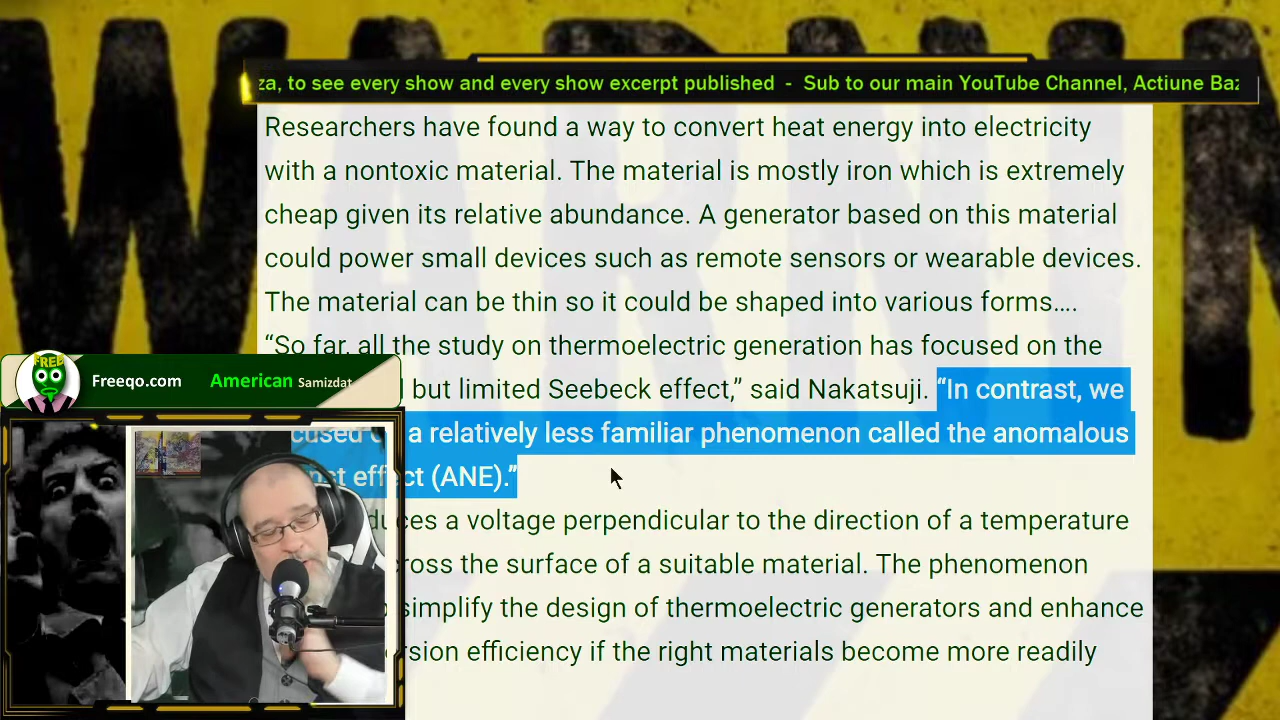 za, to see every show and every show excerpt published - Sub to our main YouTube Channel, Actiune Baz
Researchers have found a way to convert heat energy into electricity
with a nontoxic material. The material is mostly iron which is extremely
cheap given its relative abundance. A generator based on this material
could power small devices such as remote sensors or wearable devices.
The material can be thin so it could be shaped into various forms....
“So far, all the study on thermoelectric generation has focused on the
but limited Seebeck effect,” said Nakatsuji. “In contrast, we
cused a relatively less familiar phenomenon called the anomalous
effect (ANE).”
duces a voltage perpendicular to the direction of a temperature
cross the surface of a suitable material. The phenomenon
simplify the design of thermoelectric generators and enhance
rsion efficiency if the right materials become more readily
FREE
Freeqo.com
American Samizdat